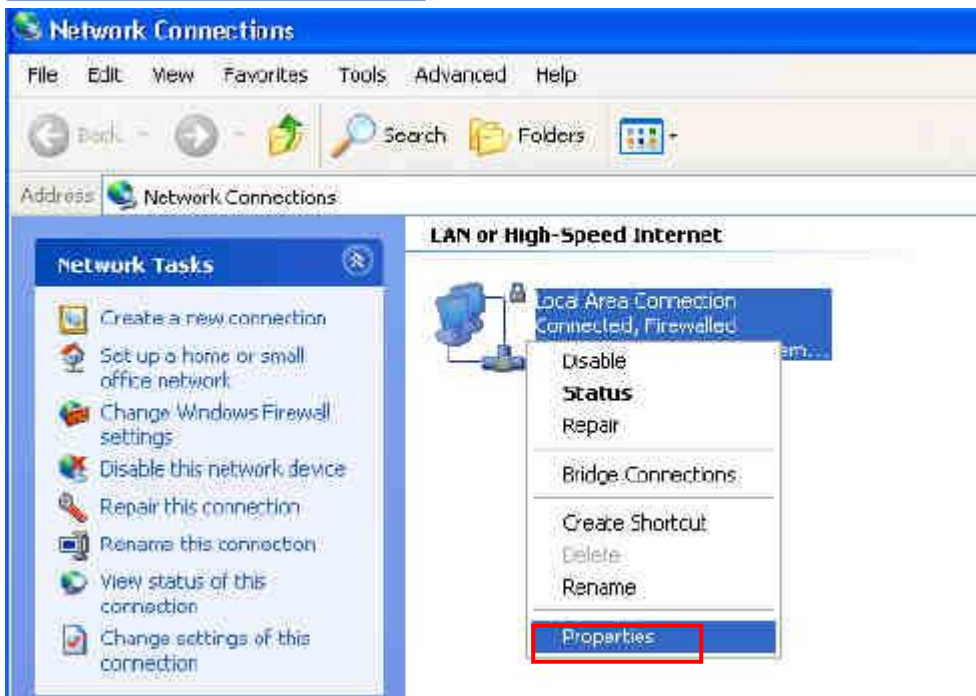 Network Connections
File Edit View Favorites Tools Advanced Help
Back Search Folders
Address Network Connections
Network Tasks
Create a new connection
Set up a home or small
office network
Change Windows Firewall
settings
Disable this network device
Repair this connection
Rename this connection
View status of this
connection
Change settings of this
connection
LAN or High-Speed Internet
Local Area Connection
Connected, Firewalled
Disable
Status
Repair
Bridge Connections
Create Shortcut
Delete
Rename
Properties